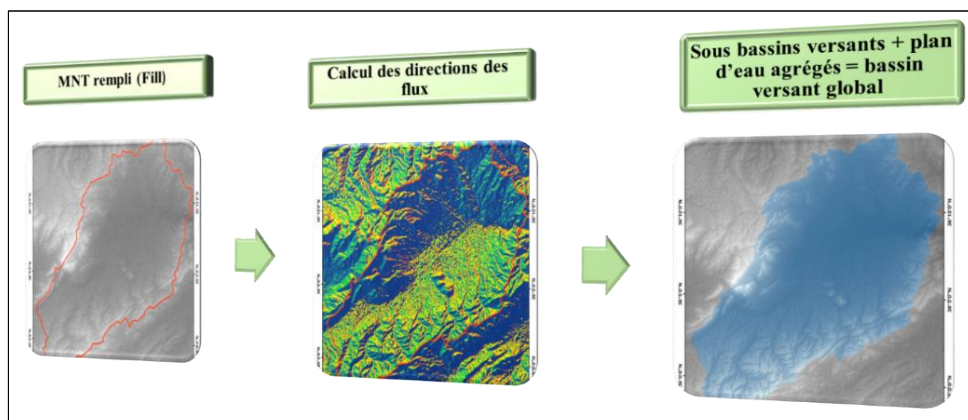 MNT rempli (Fill)
Calcul des directions des
flux
Sous bassins versants + plan
d’eau agrégés = bassin
versant global